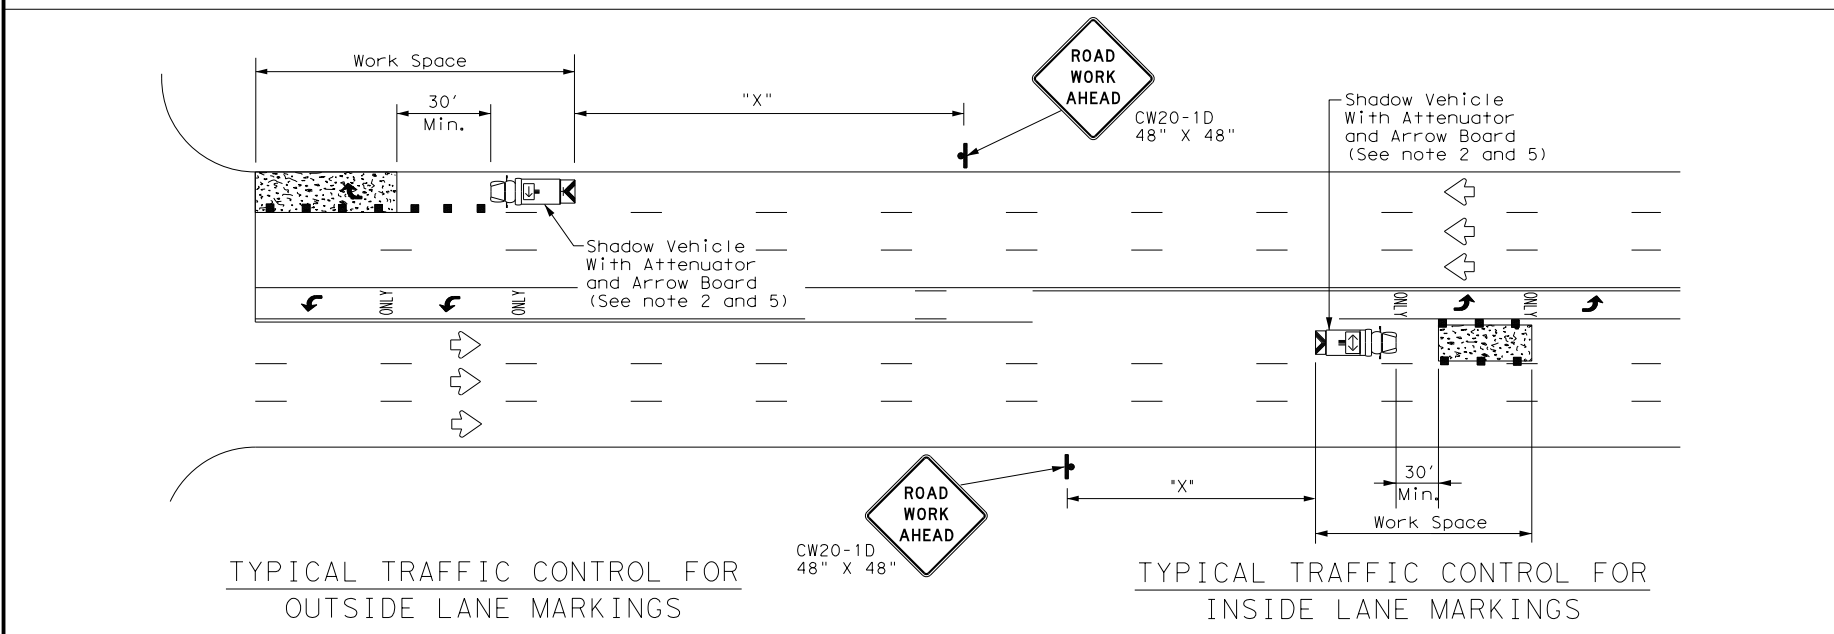 Work Space
30'
Min.
"X"
ROAD
WORK
AHEAD
CW20-1D
48" X 48"
Shadow Vehicle
With Attenuator
and Arrow Board
(See note 2 and 5)
Shadow Vehicle
With Attenuator
and Arrow Board
(See note 2 and 5)
ONLY
ONLY
ONLY
ONLY
ROAD
WORK
AHEAD
CW20-1D
48" X 48"
"X"
30'
Min.
Work Space
TYPICAL TRAFFIC CONTROL FOR
OUTSIDE LANE MARKINGS
TYPICAL TRAFFIC CONTROL FOR
INSIDE LANE MARKINGS